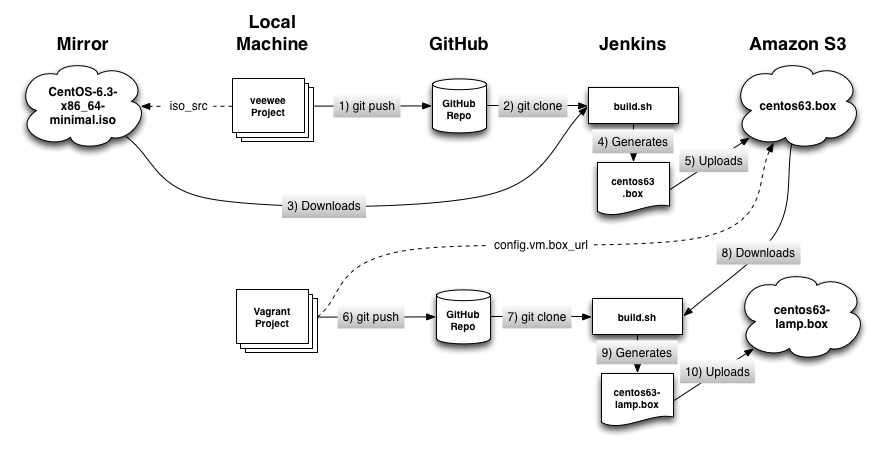 Mirror
Local
Machine
GitHub
Jenkins
Amazon S3
CentOS-6.3-
x86_64-
minimal.iso
iso_src
veewee
Project
1) git push
GitHub
Repo
2) git clone
build.sh
centos63.box
4) Generates
5) Uploads
centos63
.box
3) Downloads
config.vm.box_url
8) Downloads
Vagrant
Project
6) git push
GitHub
Repo
7) git clone
build.sh
centos63-
lamp.box
9) Generates
10) Uploads
centos63-
lamp.box